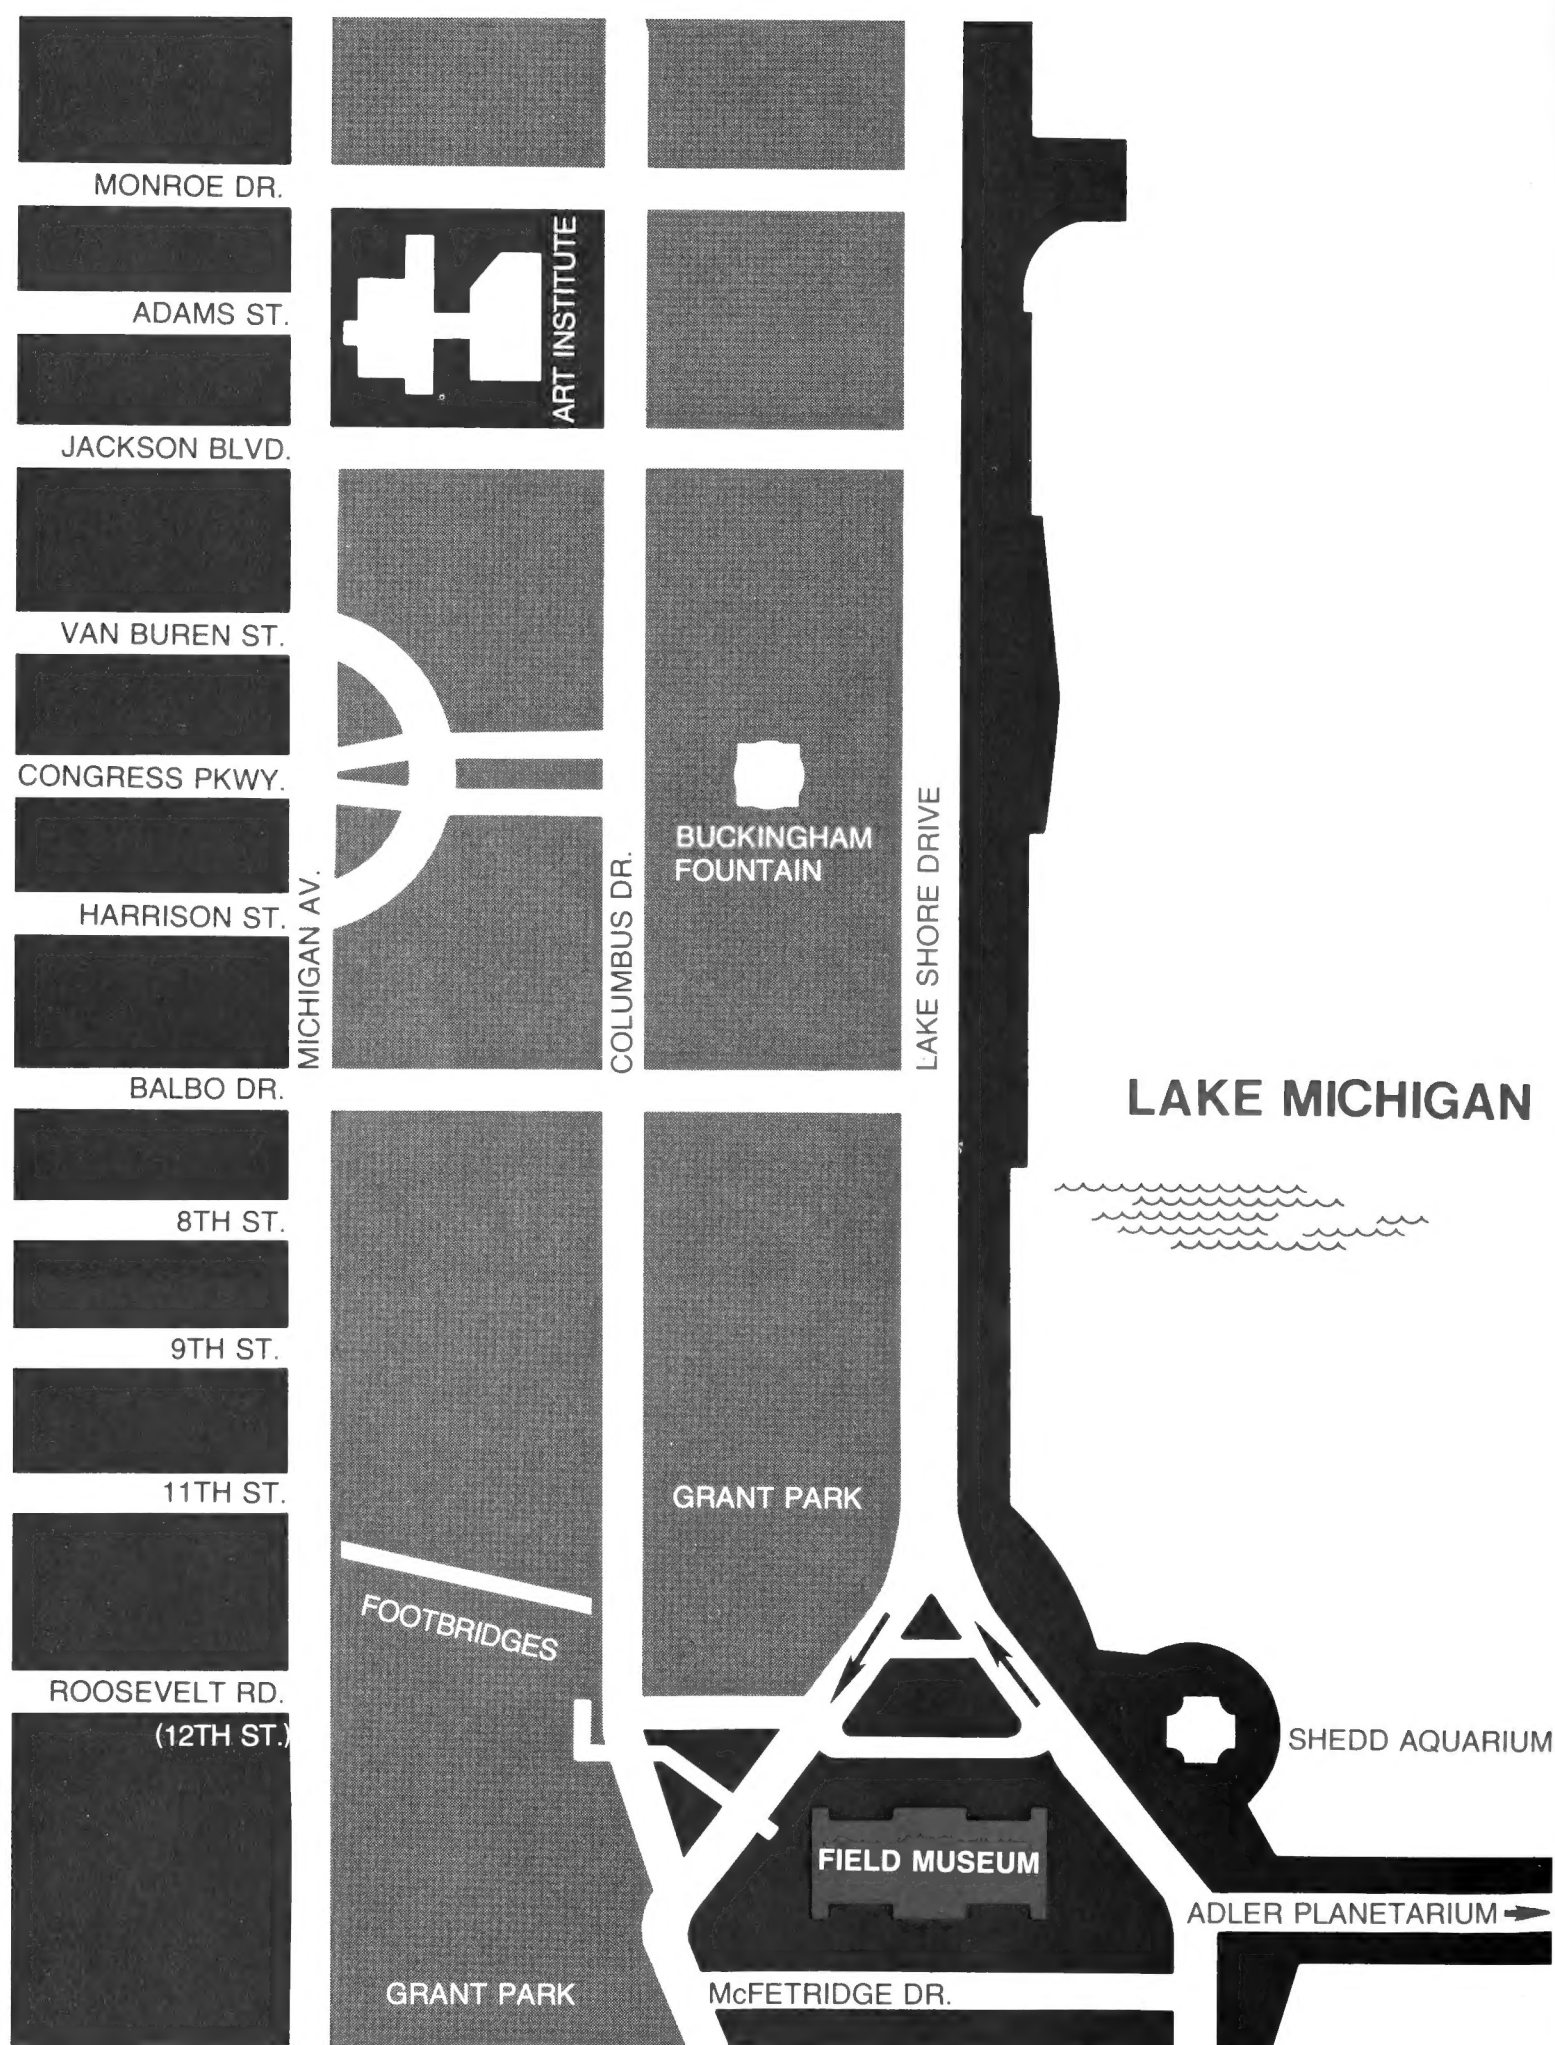 MONROE DR.
ADAMS ST.
ART INSTITUTE
JACKSON BLVD.
VAN BUREN ST.
CONGRESS PKWY.
BUCKINGHAM
FOUNTAIN
HARRISON ST.
MICHIGAN AV.
COLUMBUS DR.
LAKE SHORE DRIVE
BALBO DR.
LAKE MICHIGAN
8TH ST.
9TH ST.
11TH ST.
GRANT PARK
FOOTBRIDGES
ROOSEVELT RD.
(12TH ST.)
SHEDD AQUARIUM
FIELD MUSEUM
ADLER PLANETARIUM
GRANT PARK
McFETRIDGE DR.